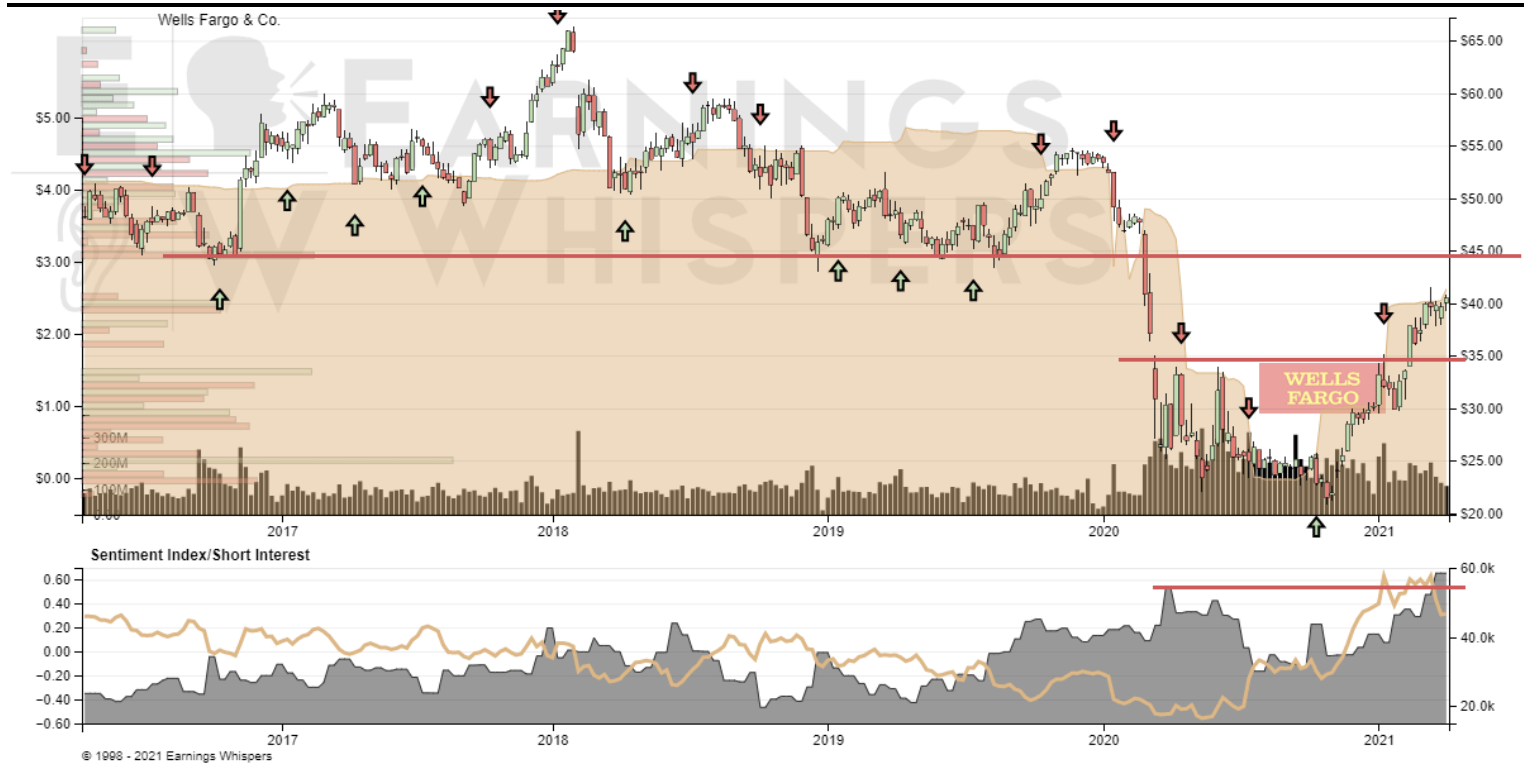 Wells Fargo & Co.
E EARNINGS
W WHISPERS
$5.00
$4.00
$3.00
$2.00
$1.00
$0.00
300M
200M
100M
0.00
$65.00
$60.00
$55.00
$50.00
$45.00
$40.00
$35.00
$30.00
$25.00
$20.00
WELLS
FARGO
2017 2018 2019 2020 2021
Sentiment Index/Short Interest
0.60
0.40
0.20
0.00
−0.20
−0.40
−0.60
60.0k
40.0k
20.0k
2017 2018 2019 2020 2021
© 1998 - 2021 Earnings Whispers